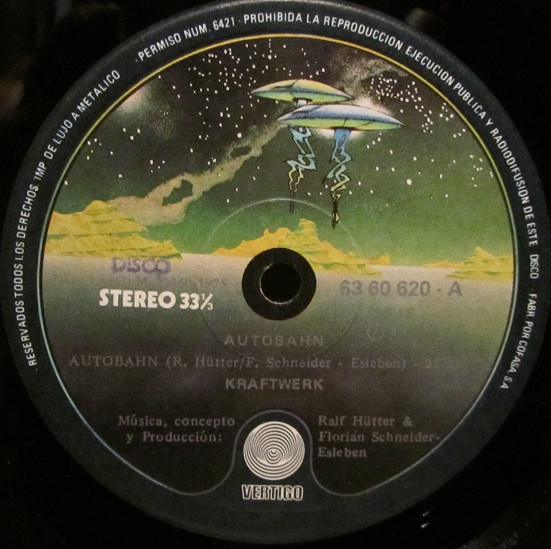 RESERVADOS TODOS LOS DERECHOS. IMP. DE LUJO A METALICO · PERMISO NUM. 6421 · PROHIBIDA LA REPRODUCCION EJECUCION PUBLICA Y RADIODIFUSION DE ESTE DISCO · FABR POR COFASA S.A
DISCO
STEREO 33⅓
63 60 620 - A
AUTOBAHN
AUTOBAHN (R. Hütter/F. Schneider - Esleben) -
KRAFTWERK
Música, concepto
y Producción:
Ralf Hütter &
Florian Schneider-
Esleben
VERTIGO